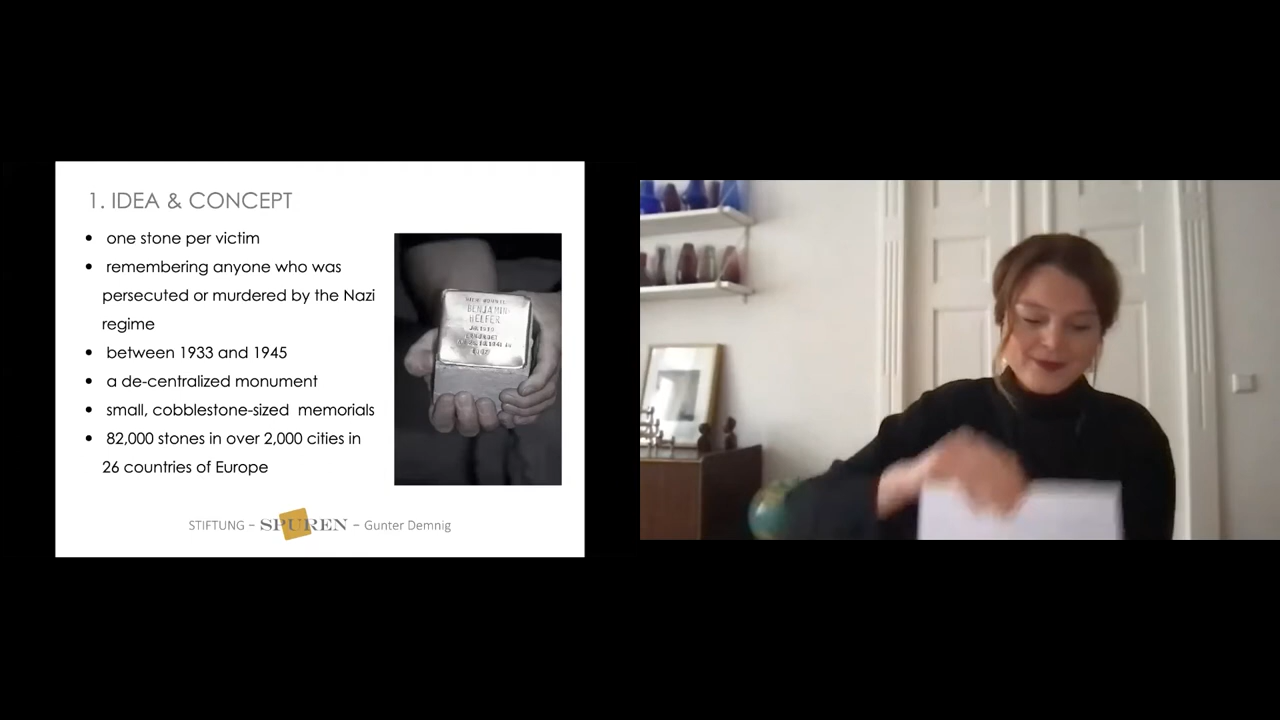 1. IDEA & CONCEPT
• one stone per victim
• remembering anyone who was
persecuted or murdered by the Nazi
regime
• between 1933 and 1945
• a de-centralized monument
• small, cobblestone-sized memorials
• 82,000 stones in over 2,000 cities in
26 countries of Europe
BENJAMIN
HELFER
STIFTUNG – SPUREN – Gunter Demnig